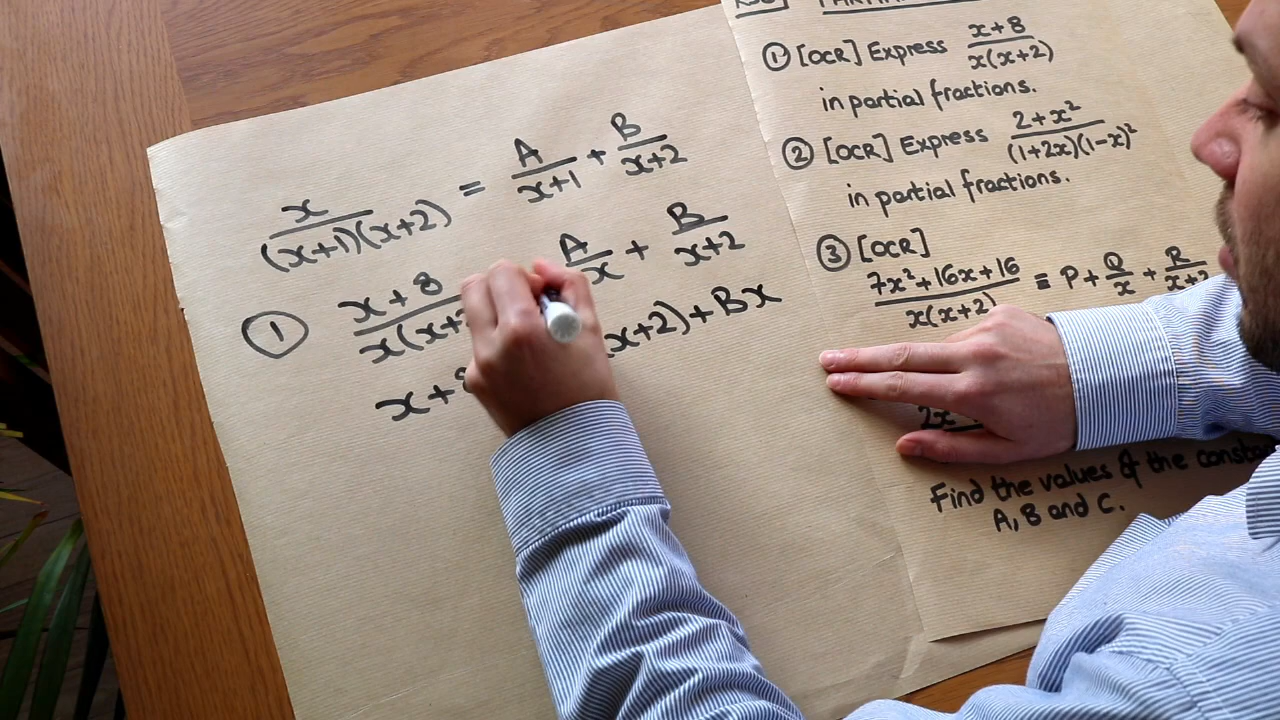 x/((x+1)(x+2)) = A/(x+1) + B/(x+2)
① (x+8)/(x(x+2 A/x + B/(x+2)
x+8 (x+2)+Bx
① [OCR] Express (x+8)/(x(x+2))
in partial fractions.
② [OCR] Express (2+x²)/((1+2x)(1-x)²)
in partial fractions.
③ [OCR]
(7x²+16x+16)/(x(x+2)) ≡ P + Q/x + R/(x+2
Find the values of the
A, B and C.